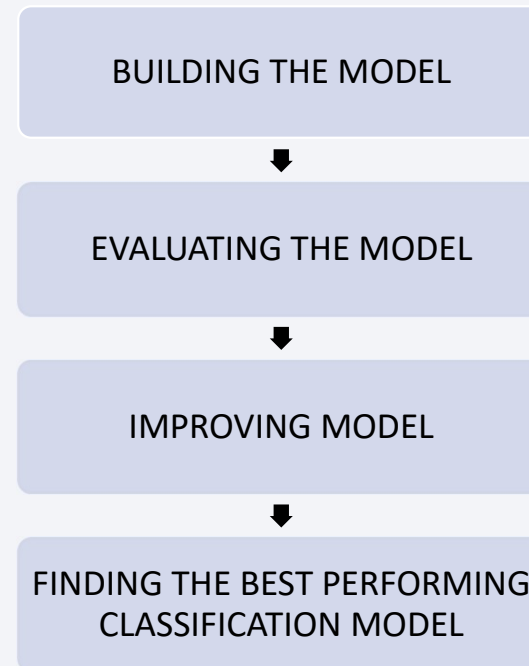 BUILDING THE MODEL
EVALUATING THE MODEL
IMPROVING MODEL
FINDING THE BEST PERFORMING
CLASSIFICATION MODEL